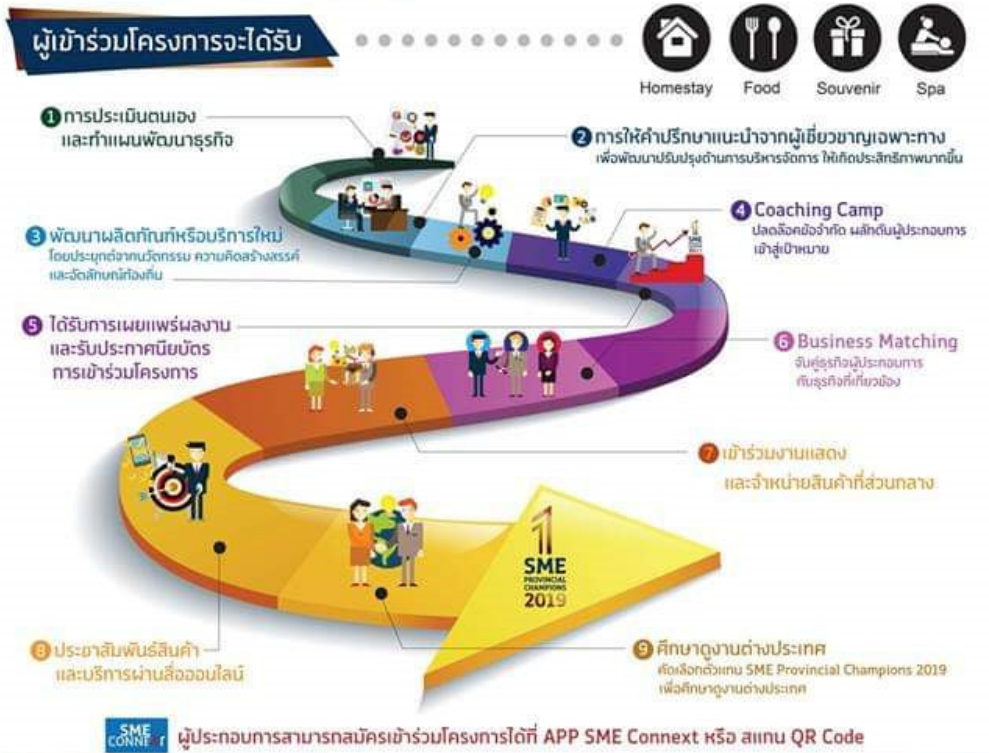 ผู้เข้าร่วมโครงการจะได้รับ
Homestay
Food
Souvenir
Spa
1 การประเมินตนเอง
และทำแผนพัฒนาธุรกิจ
2 การให้คำปรึกษาแนะนำจากผู้เชี่ยวชาญเฉพาะทาง
เพื่อพัฒนาปรับปรุงด้านการบริหารจัดการ ให้เกิดประสิทธิภาพมากขึ้น
3 พัฒนาผลิตภัณฑ์หรือบริการใหม่
โดยประยุกต์จากนวัตกรรม ความคิดสร้างสรรค์
และอัตลักษณ์ท้องถิ่น
4 Coaching Camp
ปลดล็อคข้อจำกัด ผลักดันผู้ประกอบการ
เข้าสู่เป้าหมาย
5 ได้รับการเผยแพร่ผลงาน
และรับประกาศนียบัตร
การเข้าร่วมโครงการ
6 Business Matching
จับคู่ธุรกิจผู้ประกอบการ
กับธุรกิจที่เกี่ยวข้อง
7 เข้าร่วมงานแสดง
และจำหน่ายสินค้าที่ส่วนกลาง
1
SME
PROVINCIAL
CHAMPIONS
2019
8 ประชาสัมพันธ์สินค้า
และบริการผ่านสื่อออนไลน์
9 ศึกษาดูงานต่างประเทศ
คัดเลือกตัวแทน SME Provincial Champions 2019
เพื่อศึกษาดูงานต่างประเทศ
SME
CONNEXT
ผู้ประกอบการสามารถสมัครเข้าร่วมโครงการได้ที่ APP SME Connext หรือ สแกน QR Code